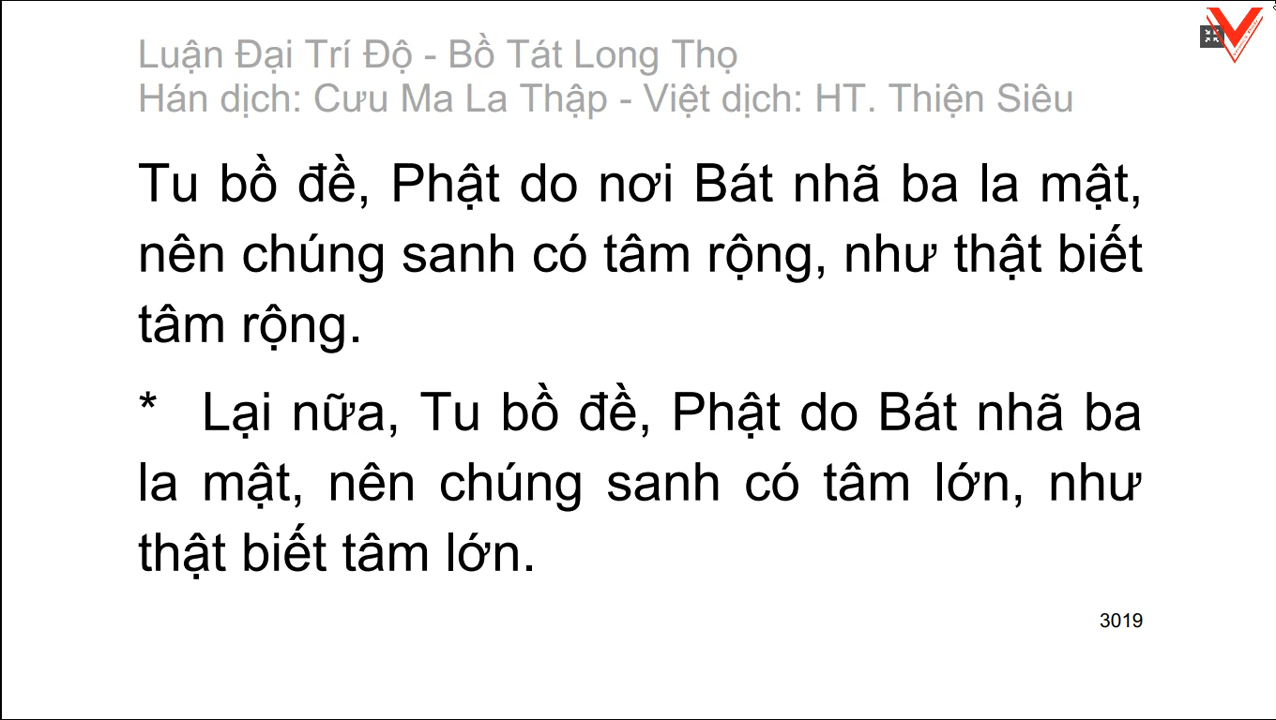 Luận Đại Trí Độ - Bồ Tát Long Thọ
Hán dịch: Cưu Ma La Thập - Việt dịch: HT. Thiện Siêu
Tu bồ đề, Phật do nơi Bát nhã ba la mật,
nên chúng sanh có tâm rộng, như thật biết
tâm rộng.
* Lại nữa, Tu bồ đề, Phật do Bát nhã ba
la mật, nên chúng sanh có tâm lớn, như
thật biết tâm lớn.
3019